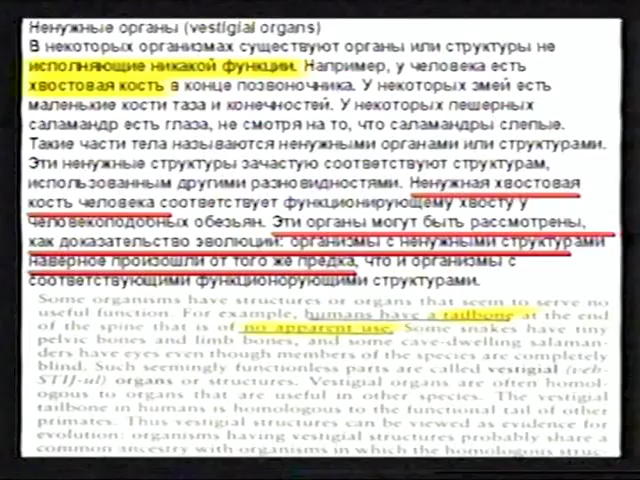 Ненужные органы (vestigial organs)
В некоторых организмах существуют органы или структуры не
исполняющие никакой функции. Например, у человека есть
хвостовая кость в конце позвоночника. У некоторых змей есть
маленькие кости таза и конечностей. У некоторых пещерных
саламандр есть глаза, не смотря на то, что саламандры слепые.
Такие части тела называются ненужными органами или структурами.
Эти ненужные структуры зачастую соответствуют структурам,
использованным другими разновидностями. Ненужная хвостовая
кость человека соответствует функционирующему хвосту у
человекоподобных обезьян. Эти органы могут быть рассмотрены,
как доказательство эволюции: организмы с ненужными структурами
наверное произошли от того же предка, что и организмы с
соответствующими функционирующими структурами.
Some organisms have structures or organs that seem to serve no
useful function. For example, humans have a tailbone at the end
of the spine that is of no apparent use. Some snakes have tiny
pelvic bones and limb bones, and some cave-dwelling salaman-
ders have eyes even though members of the species are completely
blind. Such seemingly functionless parts are called vestigial (veh-
STIJ-ul) organs or structures. Vestigial organs are often homol-
ogous to organs that are useful in other species. The vestigial
tailbone in humans is homologous to the functional tail of other
primates. Thus vestigial structures can be viewed as evidence for
evolution: organisms having vestigial structures probably share a
common ancestry with organisms in which the homologous struc-